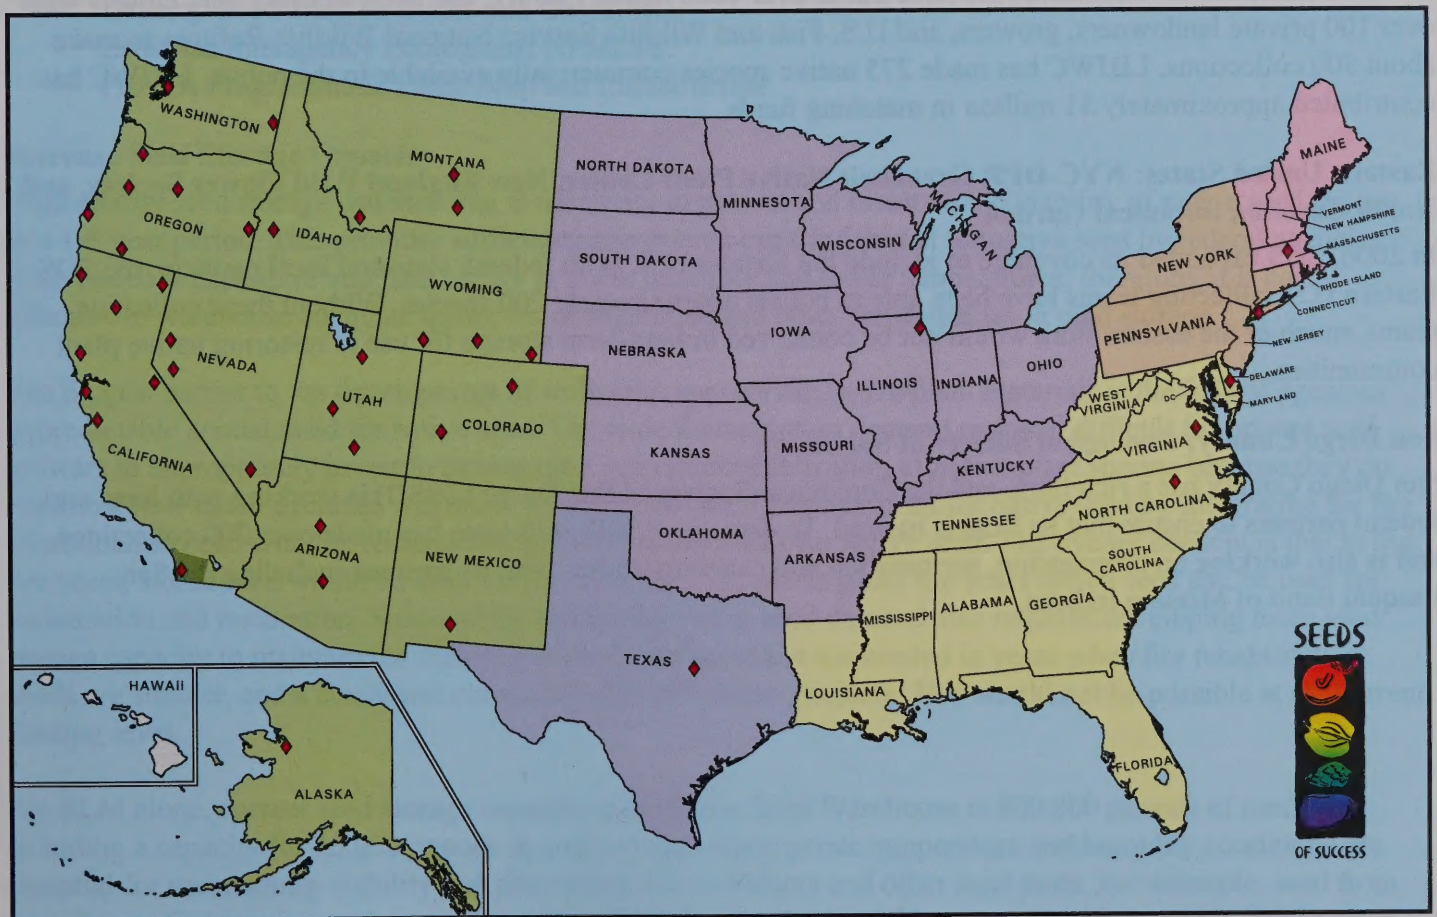 WASHINGTON
OREGON
IDAHO
MONTANA
WYOMING
NEVADA
UTAH
COLORADO
CALIFORNIA
ARIZONA
NEW MEXICO
NORTH DAKOTA
SOUTH DAKOTA
NEBRASKA
KANSAS
OKLAHOMA
TEXAS
MINNESOTA
IOWA
MISSOURI
ARKANSAS
LOUISIANA
WISCONSIN
ILLINOIS
MICHIGAN
INDIANA
OHIO
KENTUCKY
TENNESSEE
MISSISSIPPI
ALABAMA
GEORGIA
FLORIDA
SOUTH
CAROLINA
NORTH CAROLINA
VIRGINIA
WEST
VIRGINIA
DC
PENNSYLVANIA
NEW YORK
MAINE
VERMONT
NEW HAMPSHIRE
MASSACHUSETTS
RHODE ISLAND
CONNECTICUT
NEW JERSEY
DELAWARE
MARYLAND
HAWAII
ALASKA
SEEDS
OF SUCCESS